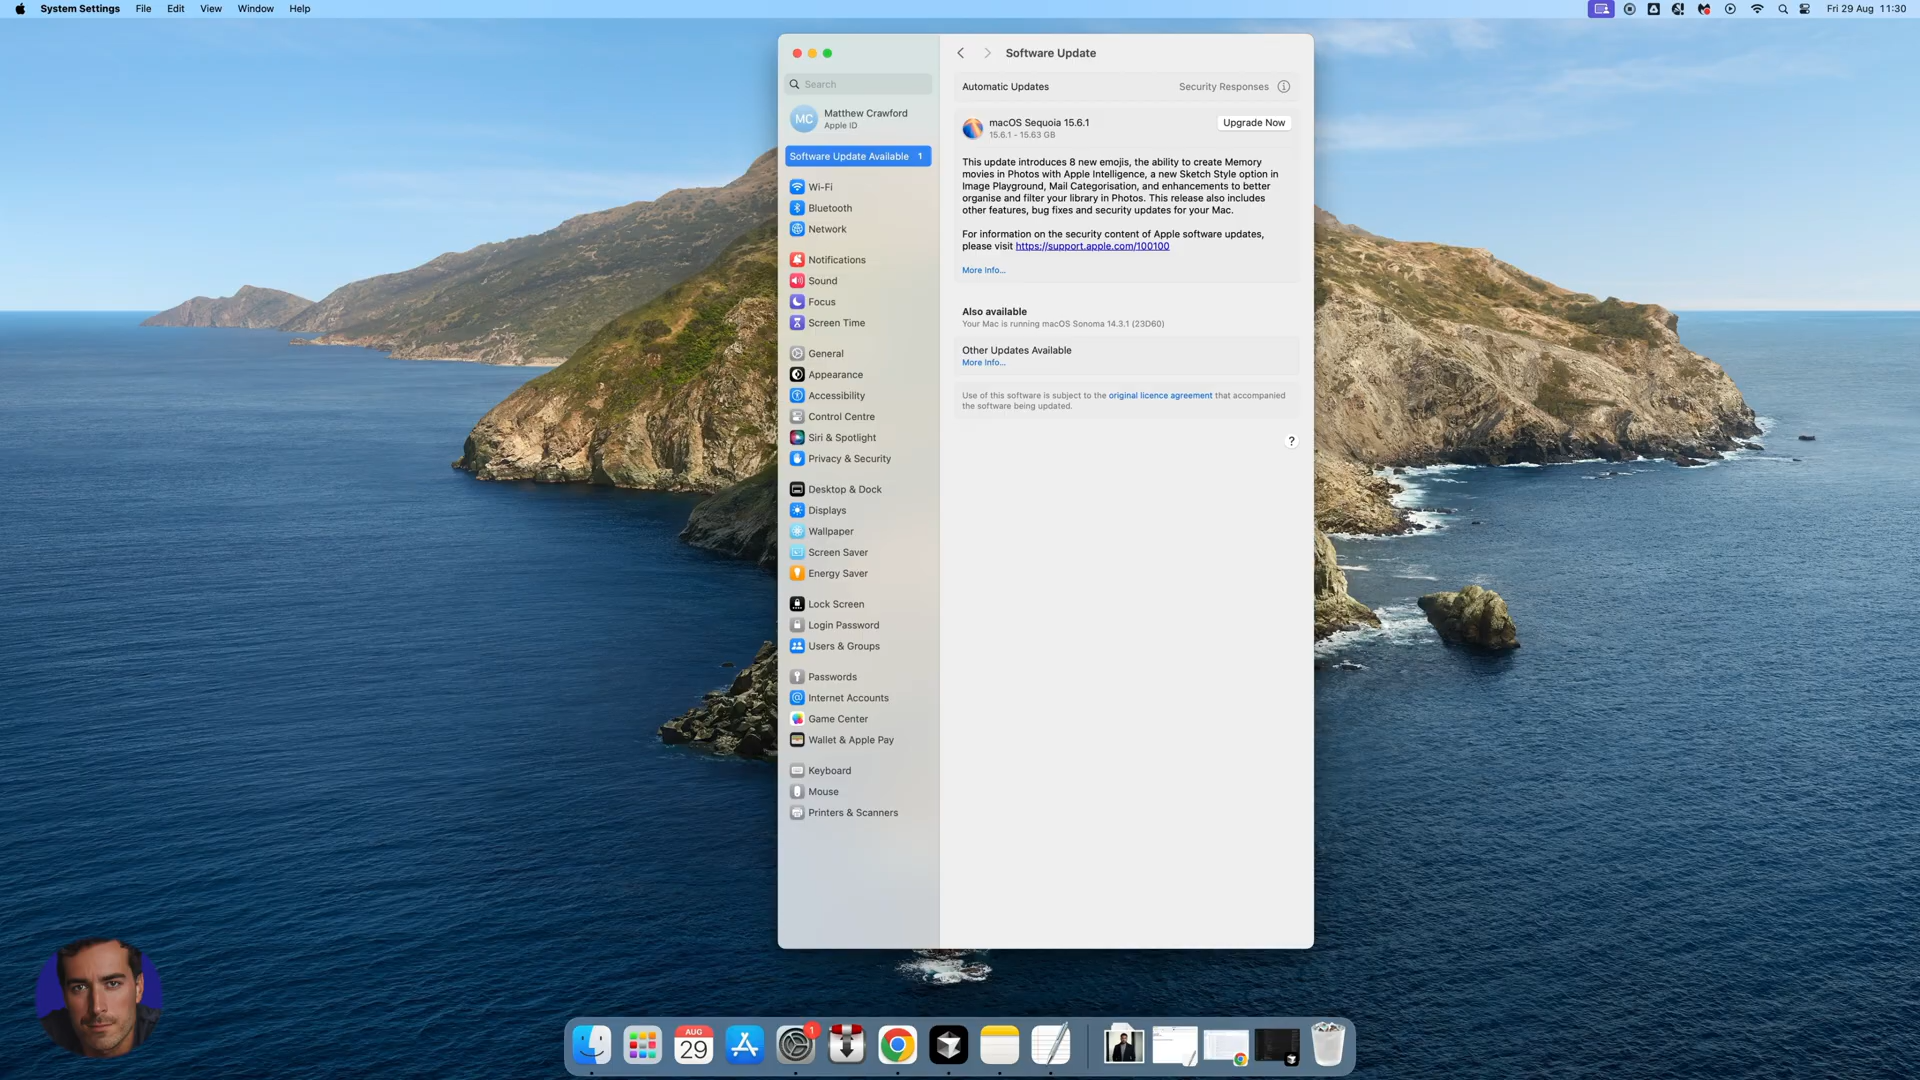 System Settings File Edit View Window Help
Fri 29 Aug 11:30
Search
MC
Matthew Crawford
Apple ID
Software Update Available 1
Wi-Fi
Bluetooth
Network
Notifications
Sound
Focus
Screen Time
General
Appearance
Accessibility
Control Centre
Siri & Spotlight
Privacy & Security
Desktop & Dock
Displays
Wallpaper
Screen Saver
Energy Saver
Lock Screen
Login Password
Users & Groups
Passwords
Internet Accounts
Game Center
Wallet & Apple Pay
Keyboard
Mouse
Printers & Scanners
Software Update
Automatic Updates Security Responses
macOS Sequoia 15.6.1
15.6.1 - 15.63 GB
Upgrade Now
This update introduces 8 new emojis, the ability to create Memory
movies in Photos with Apple Intelligence, a new Sketch Style option in
Image Playground, Mail Categorisation, and enhancements to better
organise and filter your library in Photos. This release also includes
other features, bug fixes and security updates for your Mac.
For information on the security content of Apple software updates,
please visit https://support.apple.com/100100
More Info...
Also available
Your Mac is running macOS Sonoma 14.3.1 (23D60)
Other Updates Available
More Info...
Use of this software is subject to the original licence agreement that accompanied
the software being updated.
?
AUG
29
1